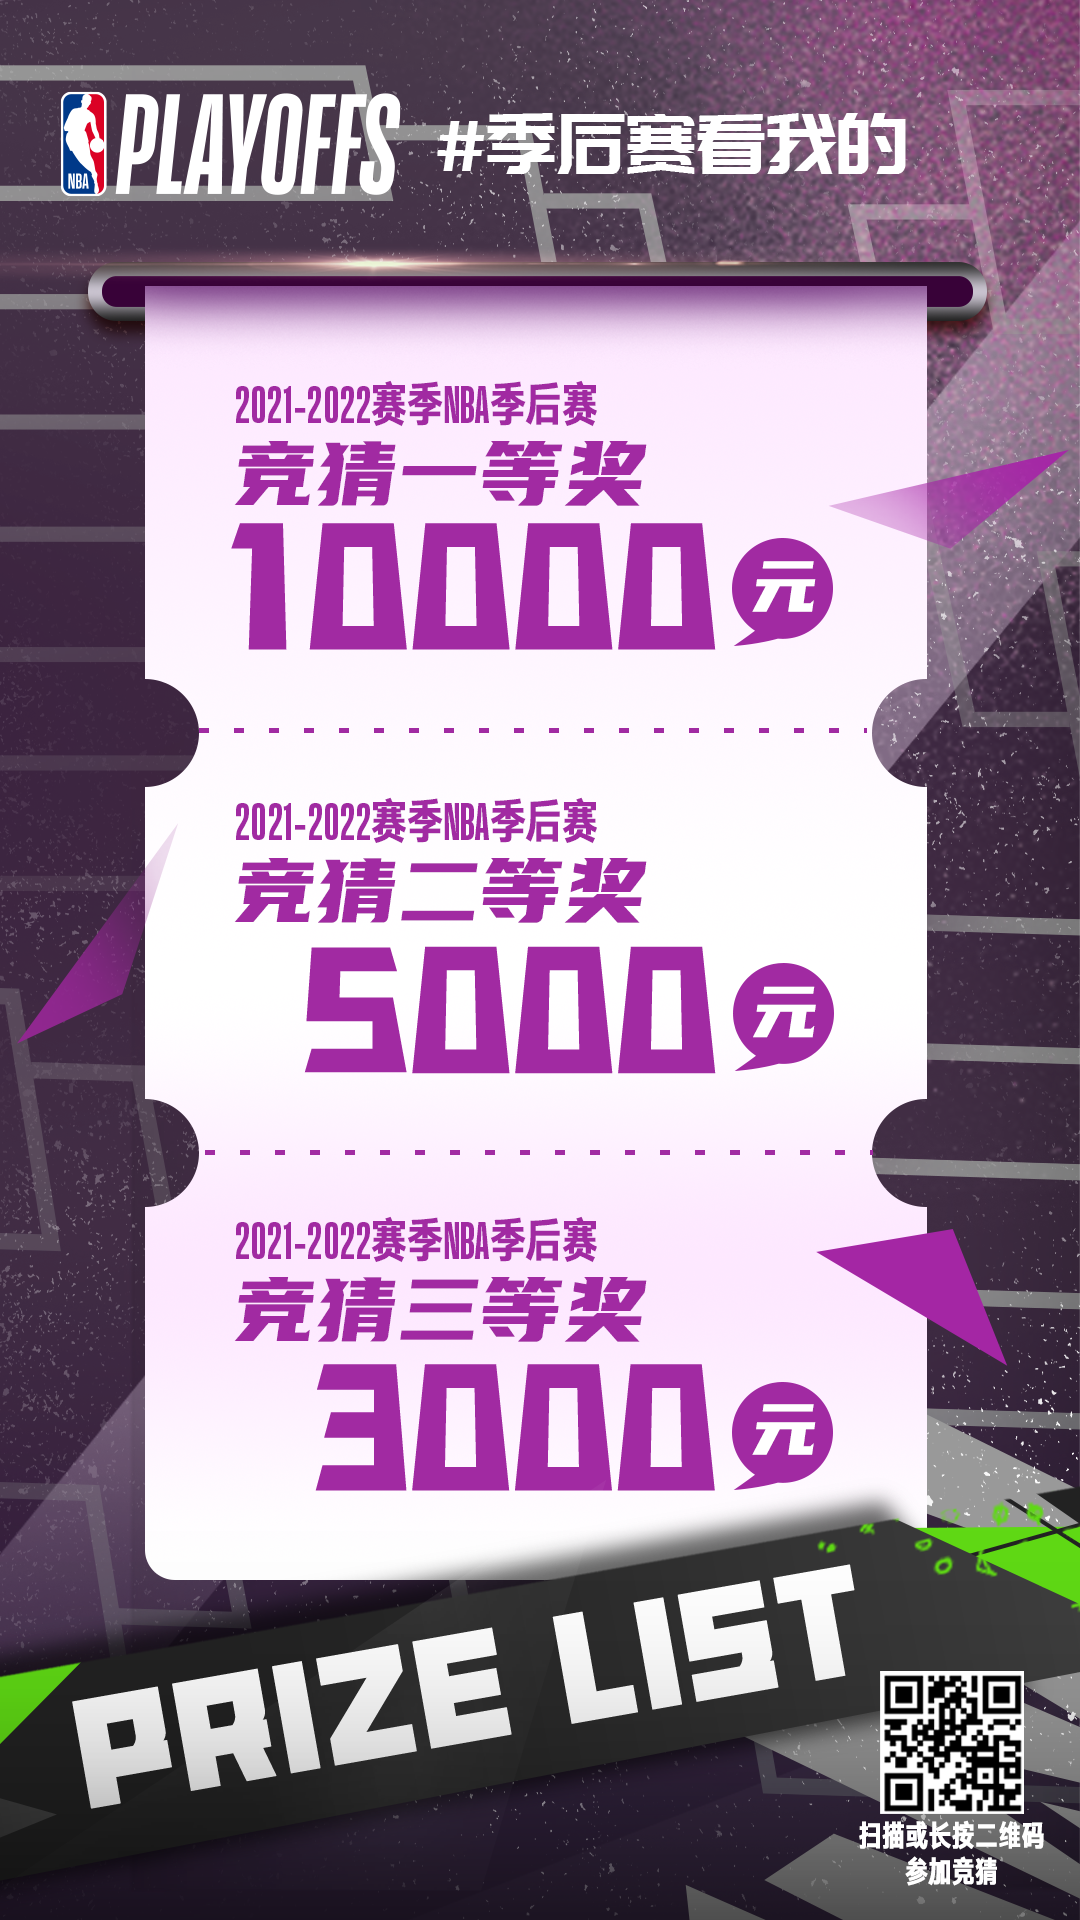 NBA PLAYOFFS #季后赛看我的
2021-2022赛季NBA季后赛
竞猜一等奖
10000元
2021-2022赛季NBA季后赛
竞猜二等奖
5000元
2021-2022赛季NBA季后赛
竞猜三等奖
3000元
PRIZE LIST
扫描或长按二维码
参加竞猜